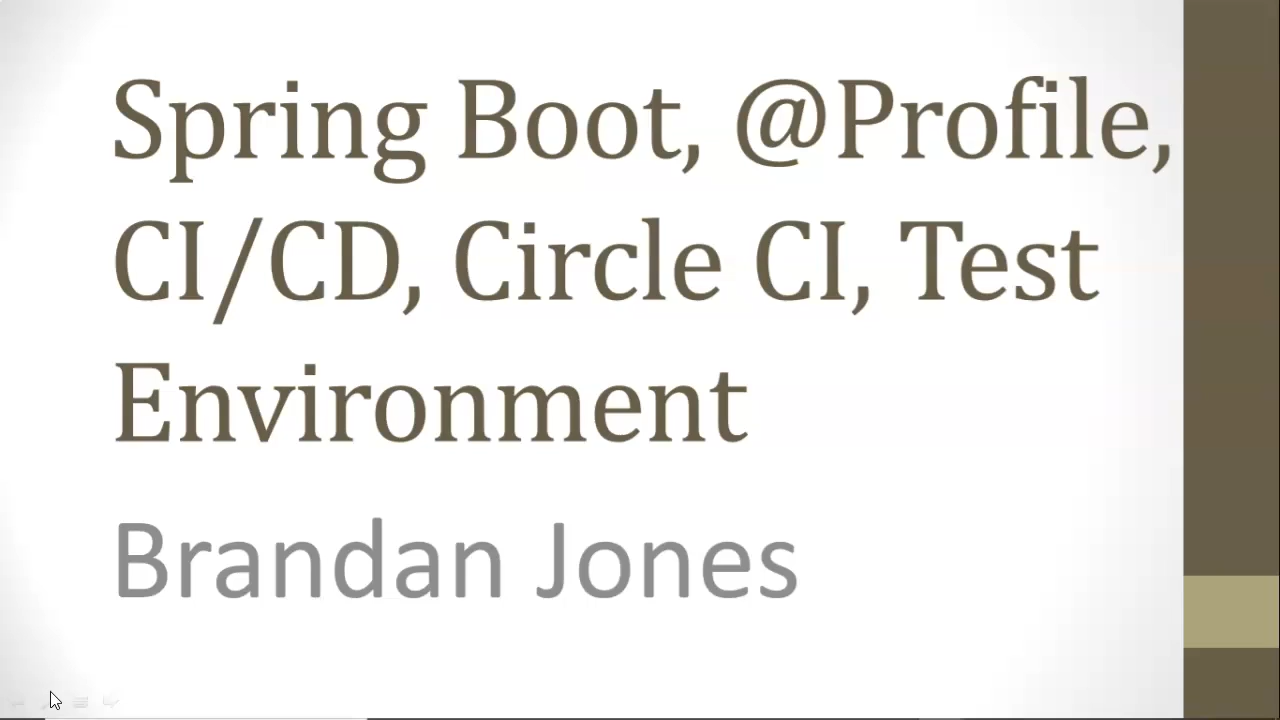 Spring Boot, @Profile,
CI/CD, Circle CI, Test
Environment
Brandan Jones